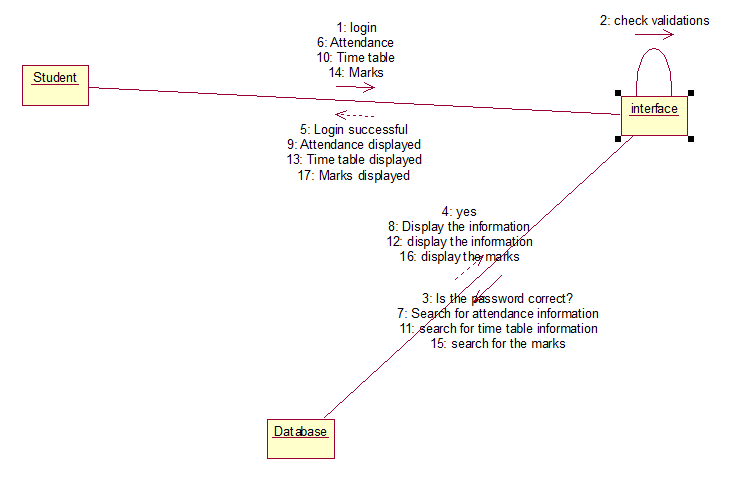 2: check validations
1: login
6: Attendance
10: Time table
14: Marks
Student
interface
5: Login successful
9: Attendance displayed
13: Time table displayed
17: Marks displayed
4: yes
8: Display the information
12: display the information
16: display the marks
3: Is the password correct?
7: Search for attendance information
11: search for time table information
15: search for the marks
Database